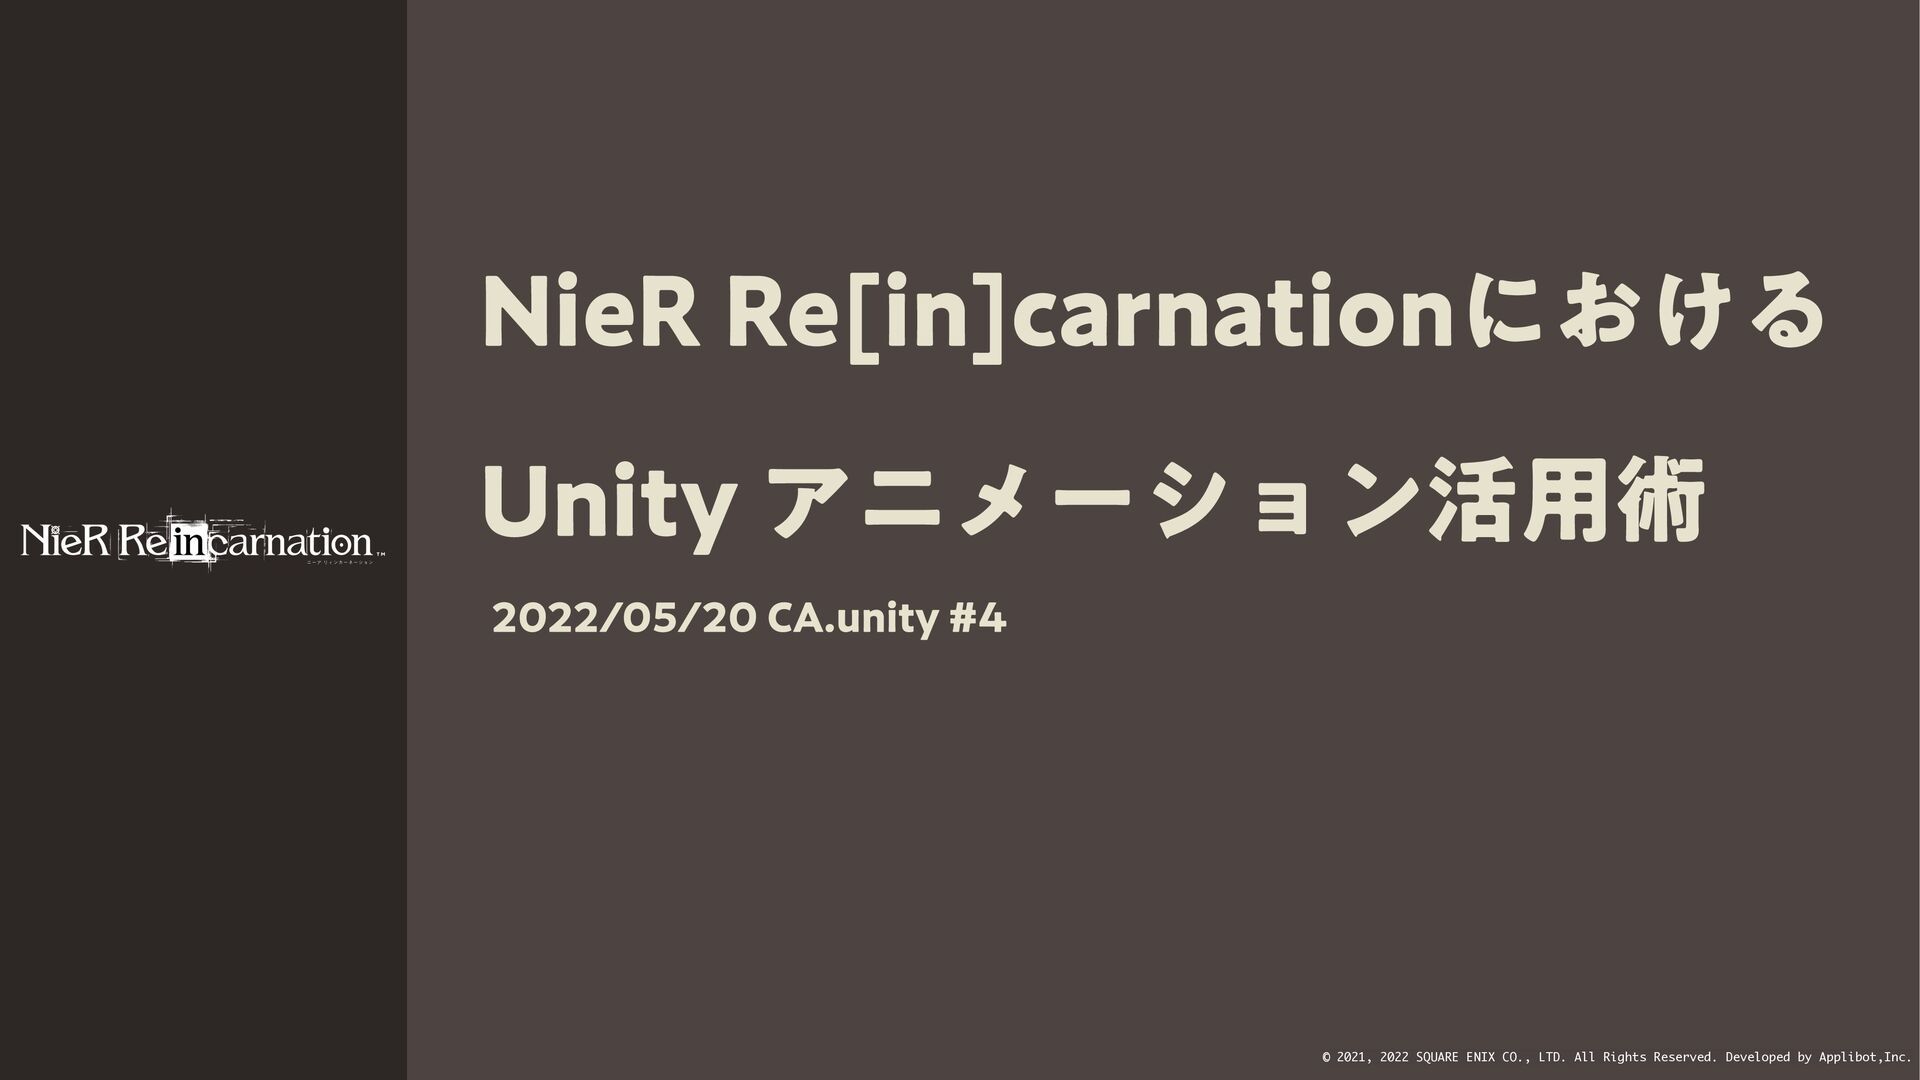 NieR Re[in]carnationにおける
Unity アニメーション活用術
2022/05/20 CA.unity #4
NieR Re[in]carnation™
ニーア リィンカーネーション
© 2021, 2022 SQUARE ENIX CO., LTD. All Rights Reserved. Developed by Applibot,Inc.